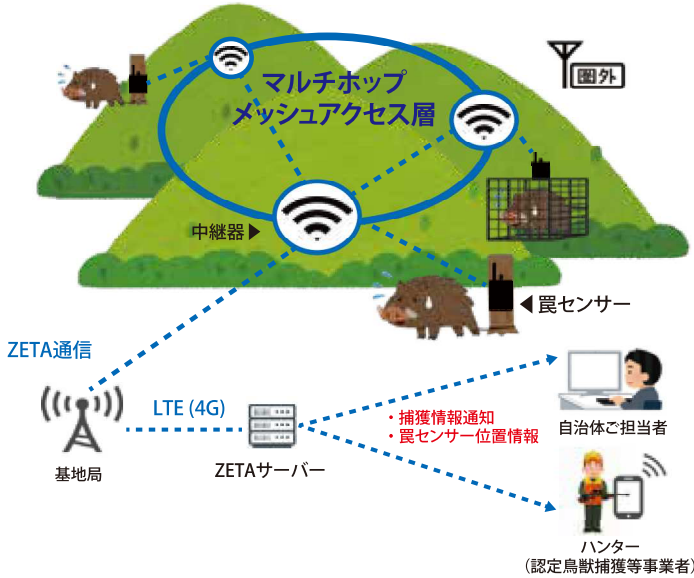 マルチホップ
メッシュアクセス層
圏外
中継器▶
◀罠センサー
ZETA通信
LTE (4G)
・捕獲情報通知
・罠センサー位置情報
基地局
ZETAサーバー
自治体ご担当者
ハンター
(認定鳥獣捕獲等事業者)